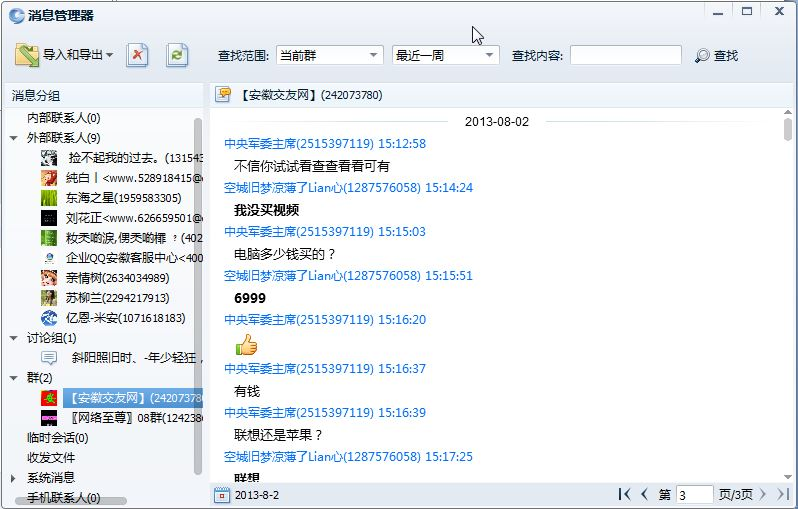 消息管理器
导入和导出
查找范围: 当前群 最近一周 查找内容: 查找
消息分组
内部联系人(0)
外部联系人(9)
捡不起我的过去。(131543
純白丨<www.528918415@
东海之星(1959583305)
刘花正<www.626659501@
企业QQ安徽客服中心<400
亲情树(2634034989)
苏柳兰(2294217913)
亿恩-米安(1071618183)
讨论组(1)
斜阳照旧时、-年少轻狂，
群(2)
【安徽交友网】(242073780
〖网络至尊〗08群(1242386
临时会话(0)
收发文件
系统消息
手机联系人(0)
【安徽交友网】(242073780)
2013-08-02
中央军委主席(2515397119) 15:12:58
不信你试试看查查看看可有
空城旧梦凉薄了Lian心(1287576058) 15:14:24
我没买视频
中央军委主席(2515397119) 15:15:03
电脑多少钱买的？
空城旧梦凉薄了Lian心(1287576058) 15:15:51
6999
中央军委主席(2515397119) 15:16:20
中央军委主席(2515397119) 15:16:37
有钱
中央军委主席(2515397119) 15:16:39
联想还是苹果？
空城旧梦凉薄了Lian心(1287576058) 15:17:25
联想
2013-8-2
第 3 页/3页